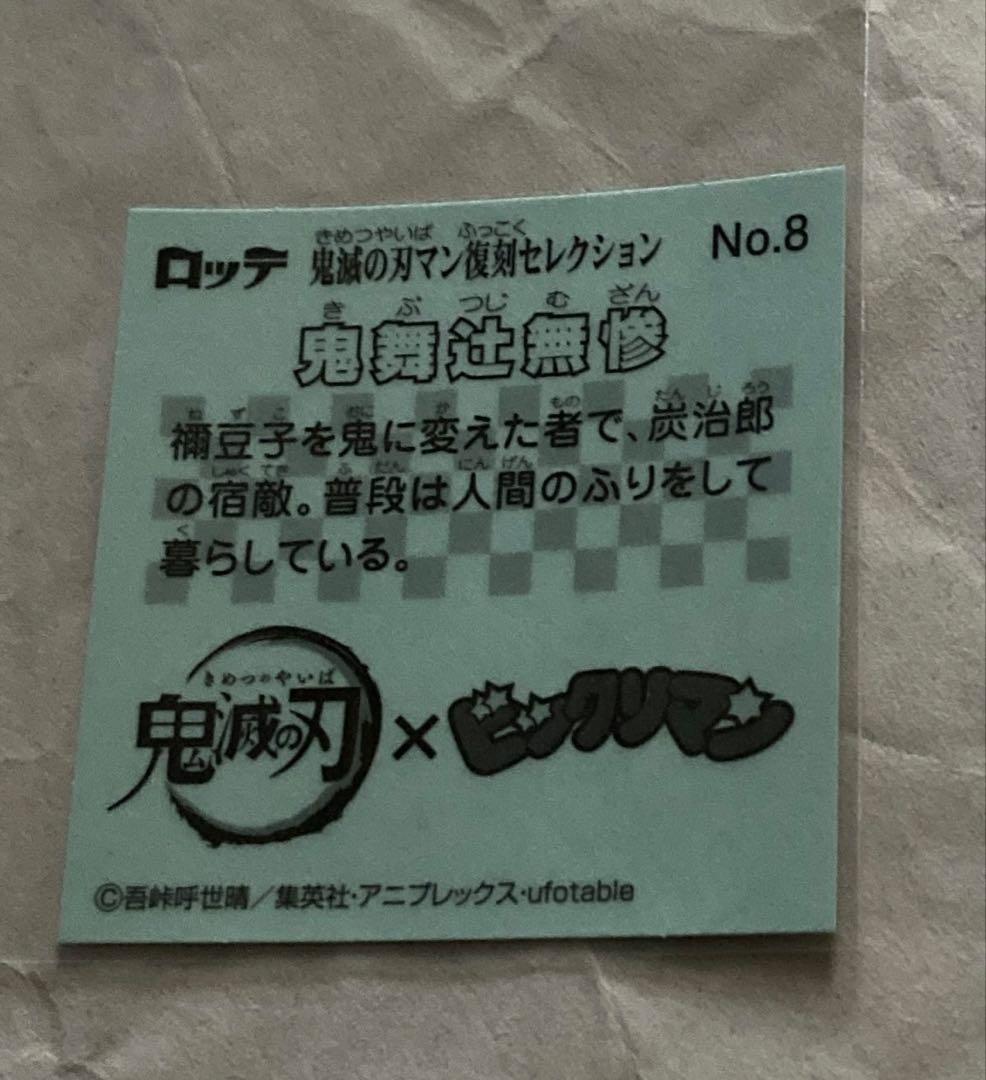 ロッテ 鬼滅の刃マン復刻セレクション No.8
きめつやいば ふっこく
き ぶ つじ む ざん
鬼舞辻無惨
ね ず こ おに か もの たん じ ろう
禰豆子を鬼に変えた者で、炭治郎
しゅく てき ふ だん にん げん
の宿敵。普段は人間のふりをして
く
暮らしている。
きめつのやいば
鬼滅の刃×ビックリマン
©吾峠呼世晴/集英社・アニプレックス・ufotable